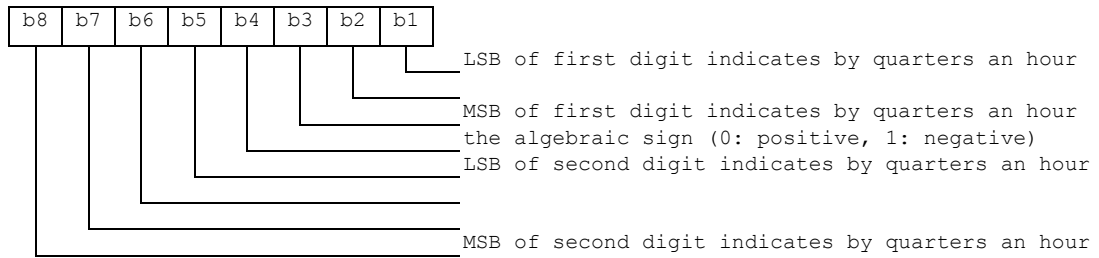 b8 b7 b6 b5 b4 b3 b2 b1
LSB of first digit indicates by quarters an hour
MSB of first digit indicates by quarters an hour
the algebraic sign (0: positive, 1: negative)
LSB of second digit indicates by quarters an hour
MSB of second digit indicates by quarters an hour